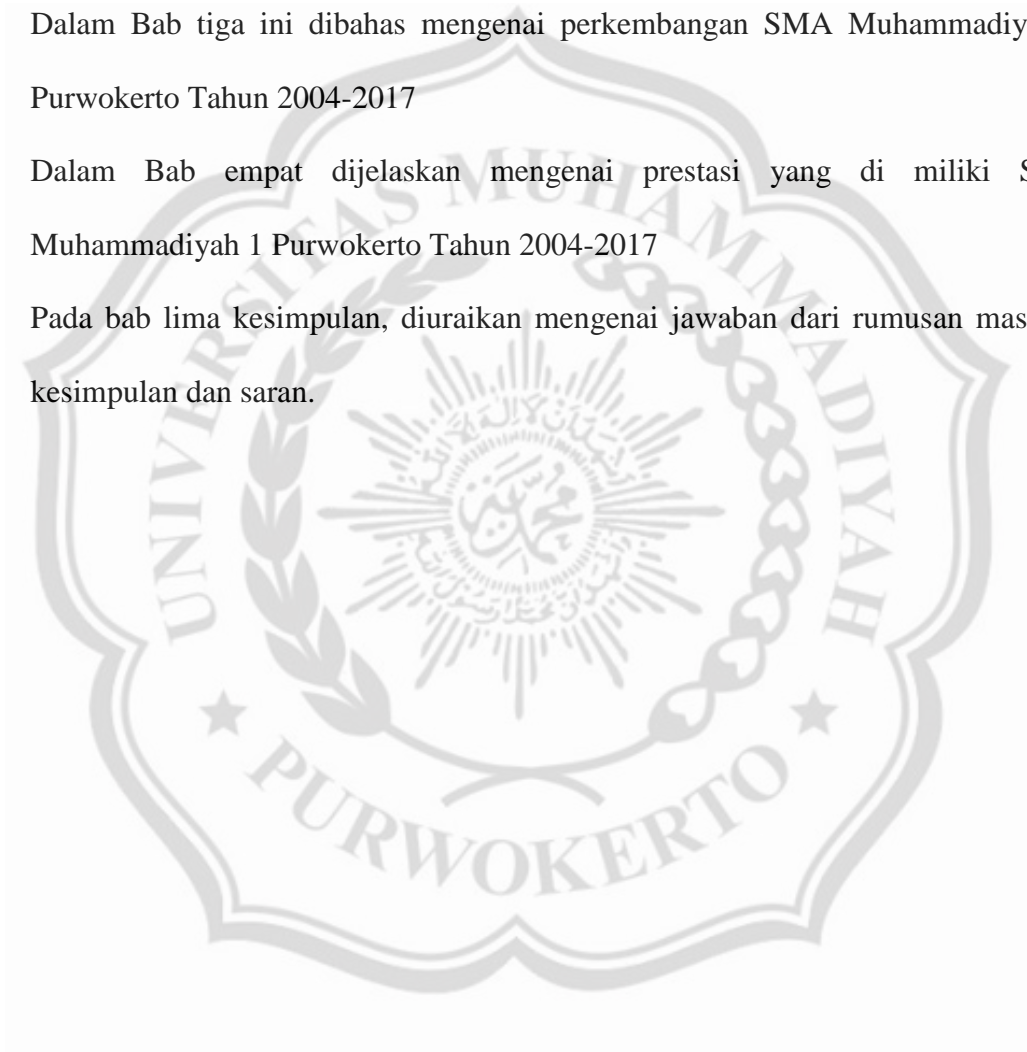 Dalam Bab tiga ini dibahas mengenai perkembangan SMA Muhammadiy
Purwokerto Tahun 2004-2017
Dalam Bab empat dijelaskan mengenai prestasi yang di miliki S
Muhammadiyah 1 Purwokerto Tahun 2004-2017
Pada bab lima kesimpulan, diuraikan mengenai jawaban dari rumusan mas
kesimpulan dan saran.
UNIVERSITAS MUHAMMADIYAH
PURWOKERTO